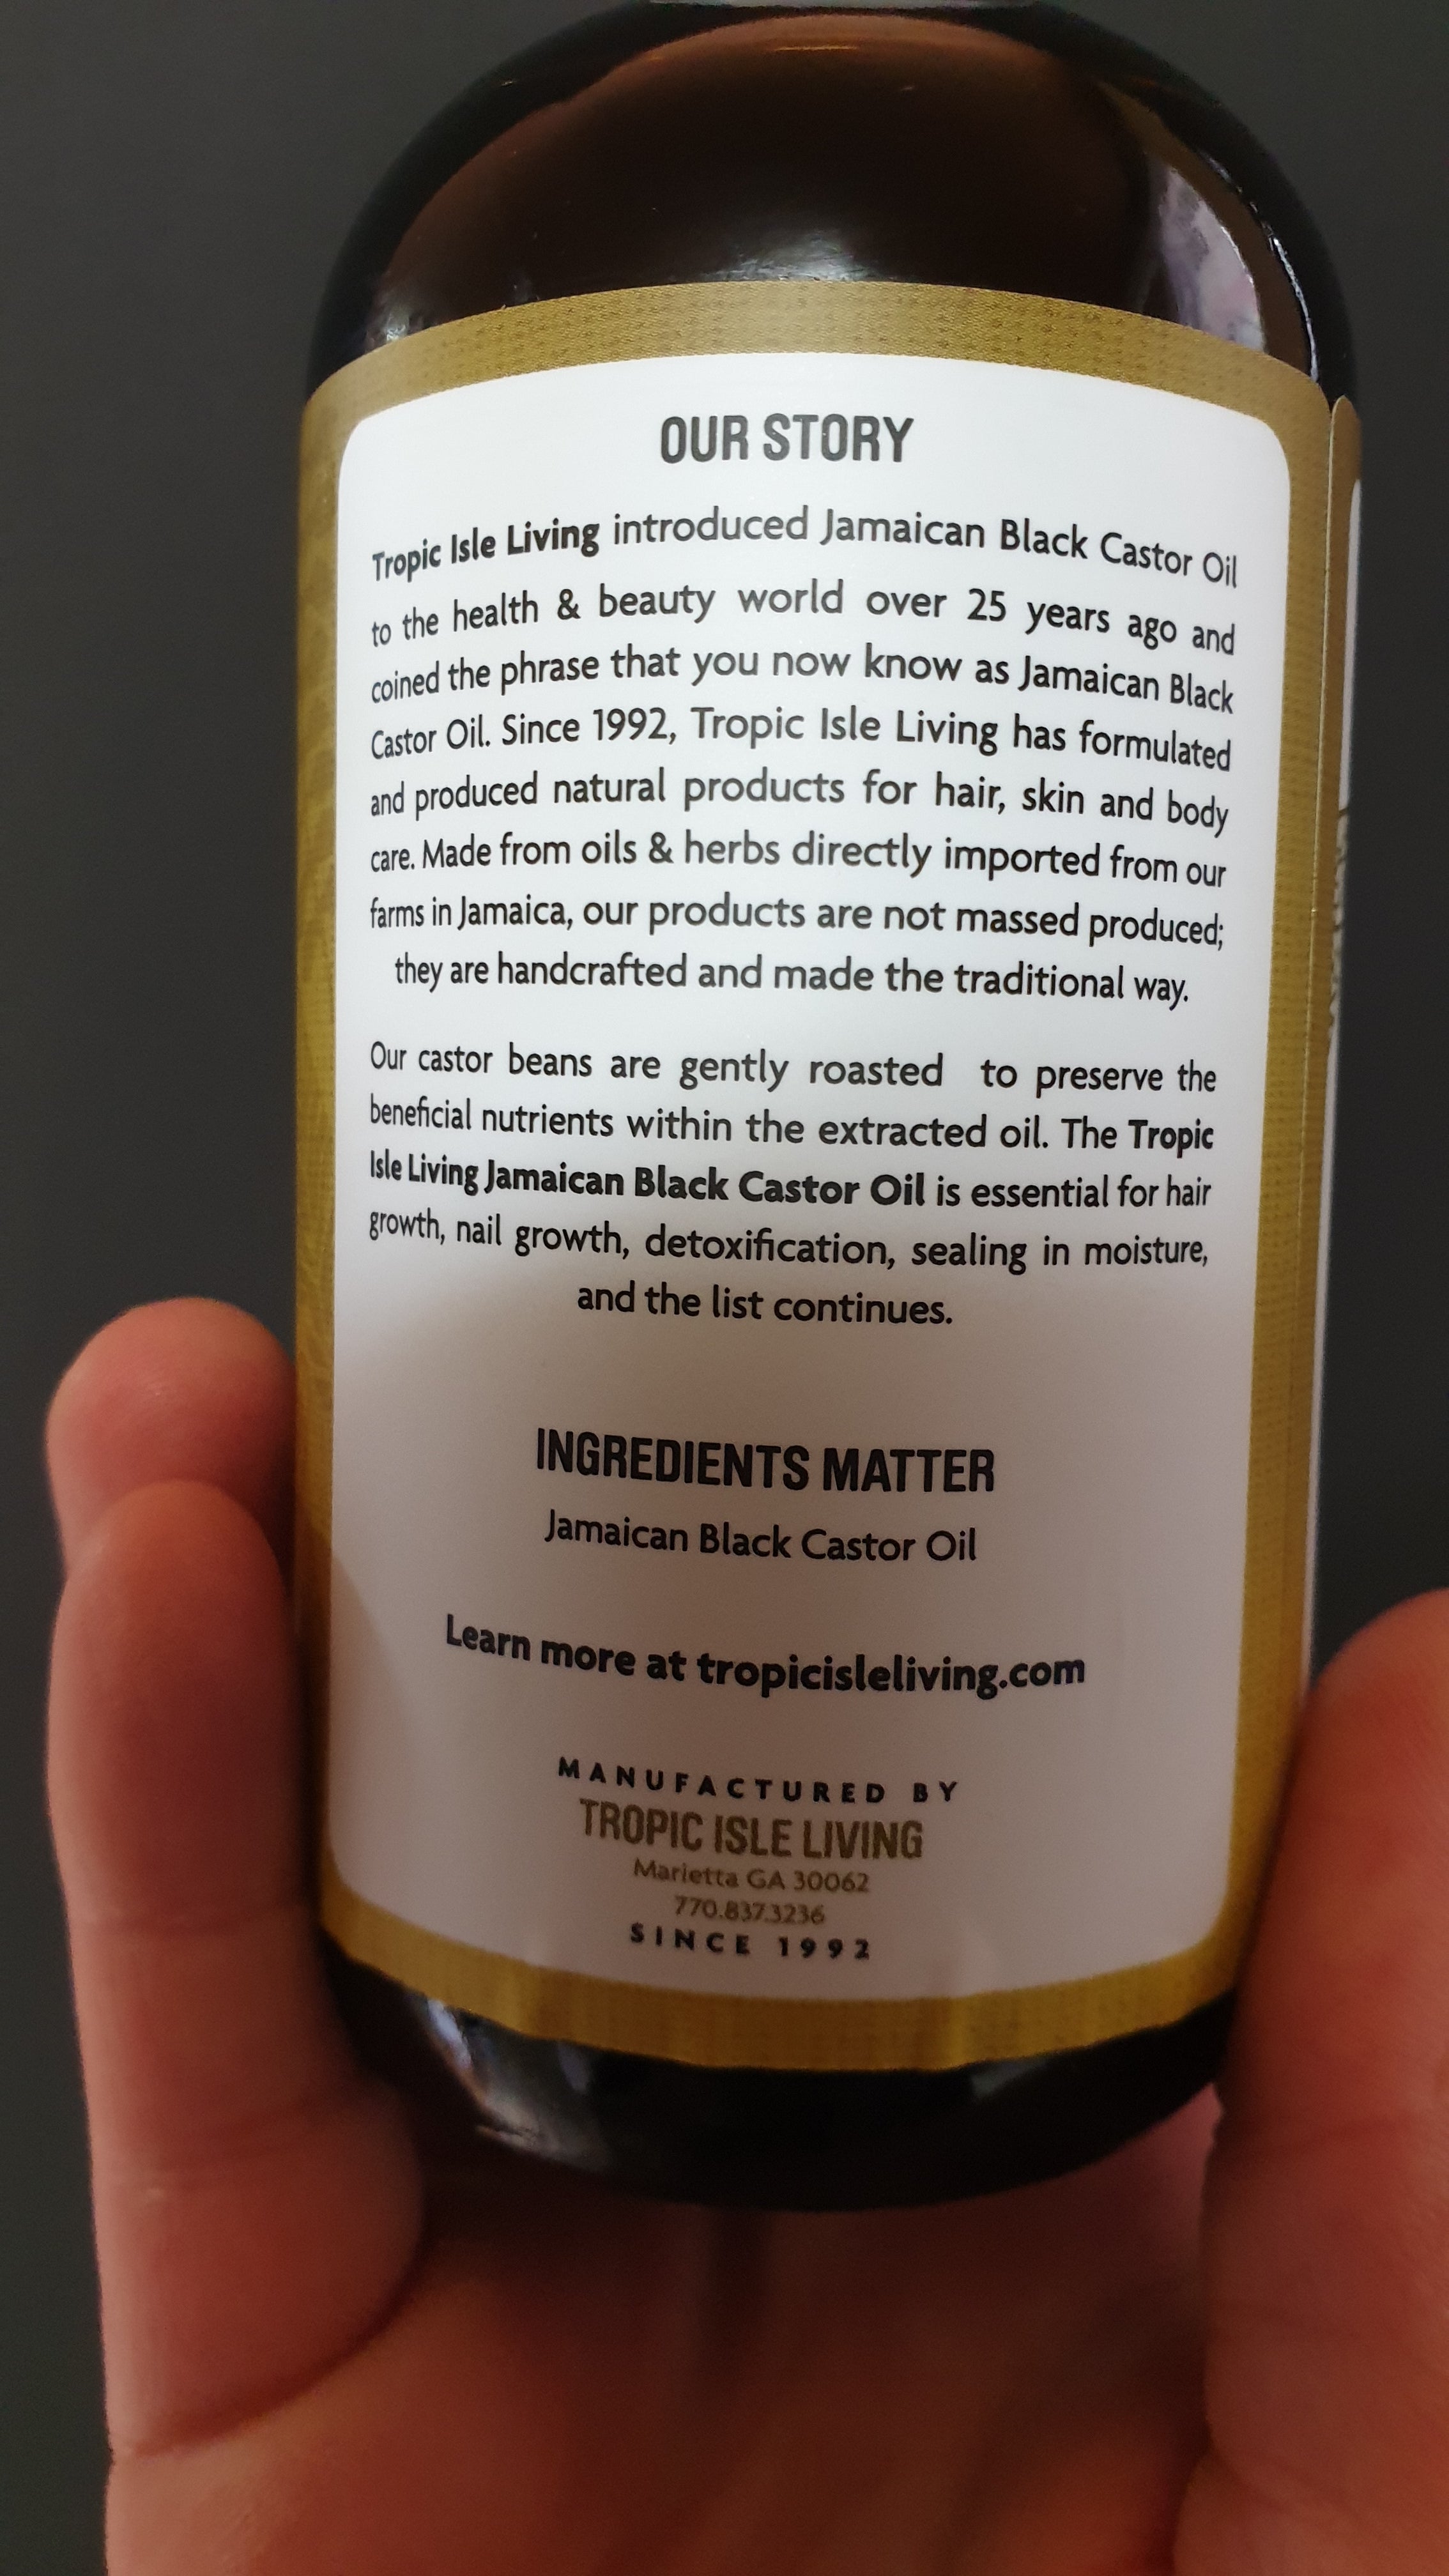 OUR STORY
Tropic Isle Living introduced Jamaican Black Castor Oil
to the health & beauty world over 25 years ago and
coined the phrase that you now know as Jamaican Black
Castor Oil. Since 1992, Tropic Isle Living has formulated
and produced natural products for hair, skin and body
care. Made from oils & herbs directly imported from our
farms in Jamaica, our products are not massed produced;
they are handcrafted and made the traditional way.
Our castor beans are gently roasted to preserve the
beneficial nutrients within the extracted oil. The Tropic
Isle Living Jamaican Black Castor Oil is essential for hair
growth, nail growth, detoxification, sealing in moisture,
and the list continues.
INGREDIENTS MATTER
Jamaican Black Castor Oil
Learn more at tropicisleliving.com
MANUFACTURED BY
TROPIC ISLE LIVING
Marietta GA 30062
770.837.3236
SINCE 1992